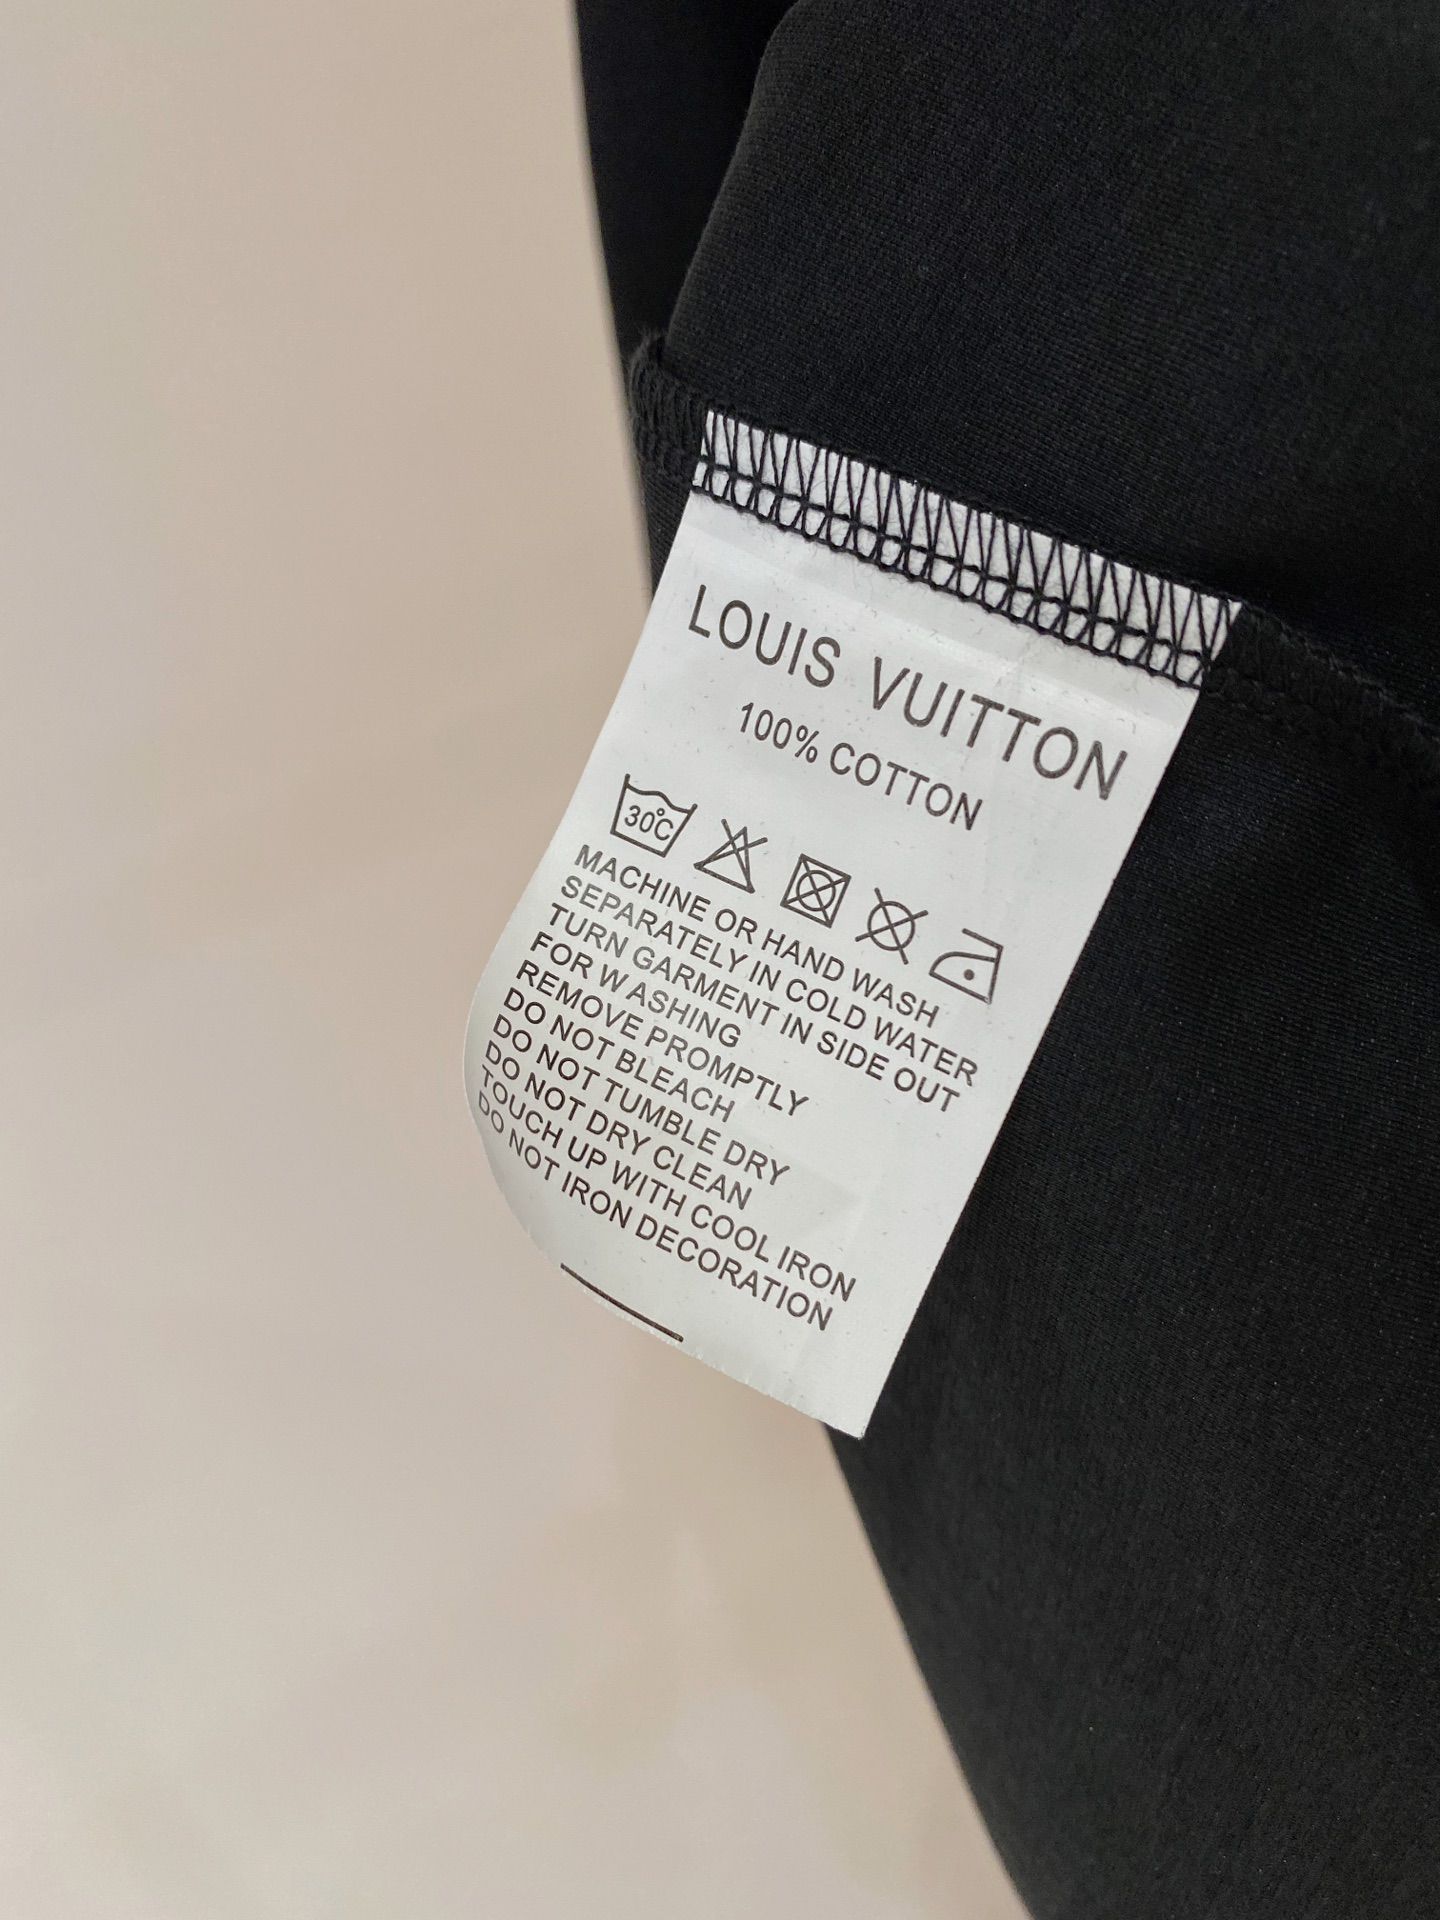 LOUIS VUITTON
100% COTTON
30°C
MACHINE OR HAND WASH
SEPARATELY IN COLD WATER
TURN GARMENT IN SIDE OUT
FOR WASHING
REMOVE PROMPTLY
DO NOT BLEACH
DO NOT TUMBLE DRY
DO NOT DRY CLEAN
TOUCH UP WITH COOL IRON
DO NOT IRON DECORATION